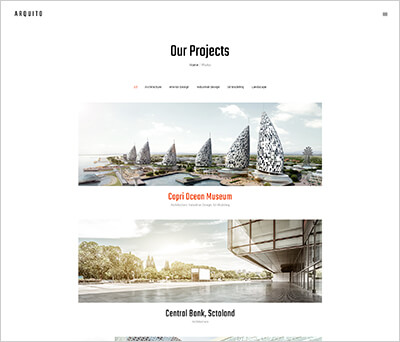 ARQUITO
Our Projects
Home / Photos
All Architecture Interior Design Industrial Design 3D Modeling Landscape
Capri Ocean Museum
Architecture / Industrial Design / 3D Modeling
Central Bank, Sctoland
Architecture